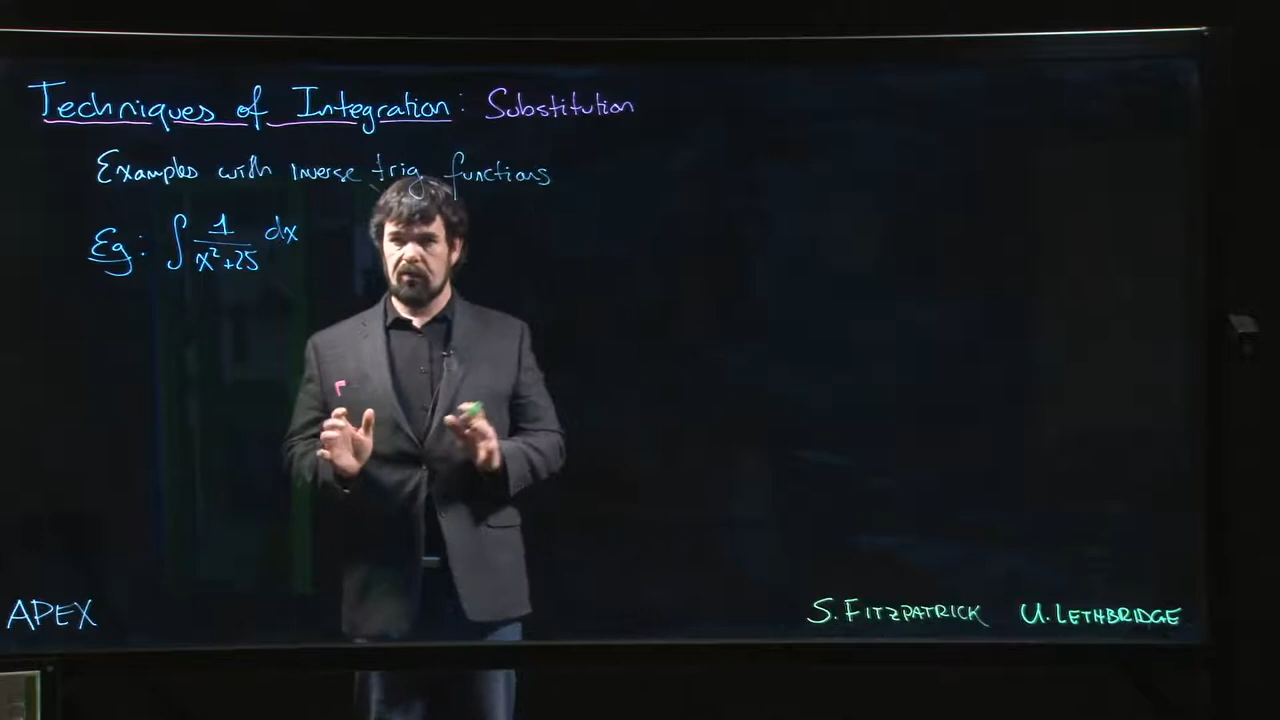 Techniques of Integration: Substitution
Examples with inverse trig functions
Eg: ∫ 1/(x²+25) dx
APEX
S. FITZPATRICK U. LETHBRIDGE